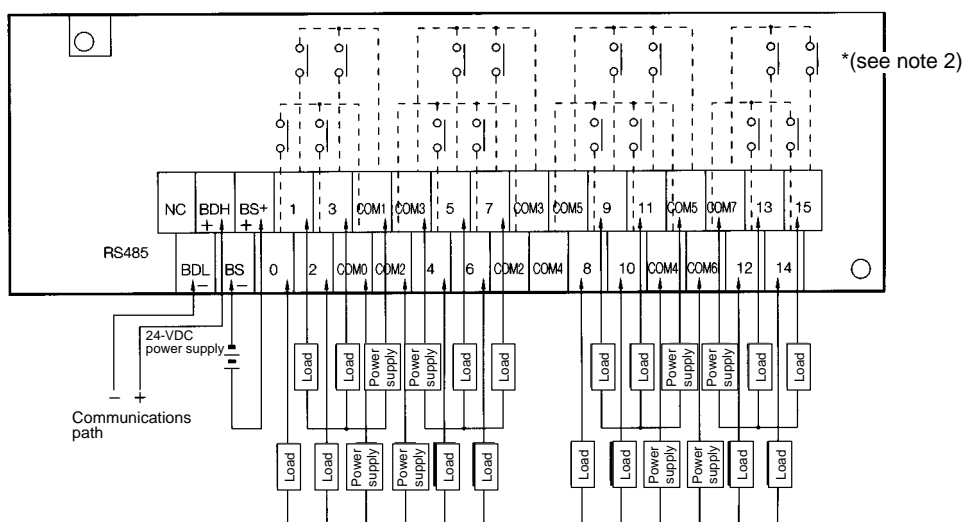 *(see note 2)
NC BDH BS+ 1 3 COM1 COM3 5 7 COM3 COM5 9 11 COM5 COM7 13 15
+ +
RS485
BDL BS 0 2 COM0 COM2 4 6 COM2 COM4 8 10 COM4 COM6 12 14
– –
24-VDC
power supply
Load Load Power supply Power supply Load Load Load Load Power supply Power supply Load Load
– +
Communications
path
Load Load Power supply Power supply Load Load Load Load Power supply Power supply Load Load